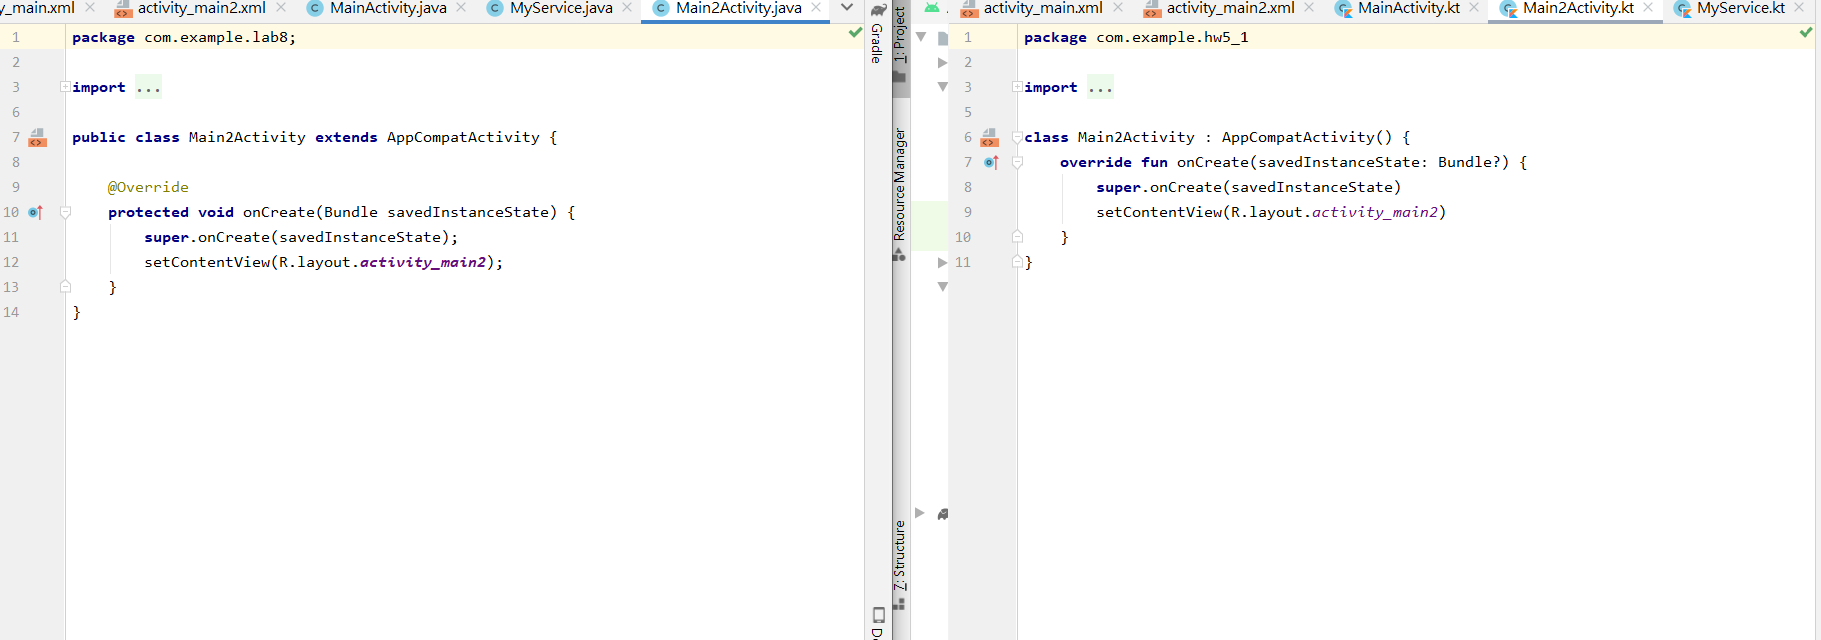 y_main.xml activity_main2.xml MainActivity.java MyService.java Main2Activity.java
1 package com.example.lab8;
2
3 import ...
6
7 public class Main2Activity extends AppCompatActivity {
8
9 @Override
10 protected void onCreate(Bundle savedInstanceState) {
11 super.onCreate(savedInstanceState);
12 setContentView(R.layout.activity_main2);
13 }
14 }
Gradle
1: Project
Resource Manager
7: Structure
activity_main.xml activity_main2.xml MainActivity.kt Main2Activity.kt MyService.kt
1 package com.example.hw5_1
2
3 import ...
5
6 class Main2Activity : AppCompatActivity() {
7 override fun onCreate(savedInstanceState: Bundle?) {
8 super.onCreate(savedInstanceState)
9 setContentView(R.layout.activity_main2)
10 }
11 }